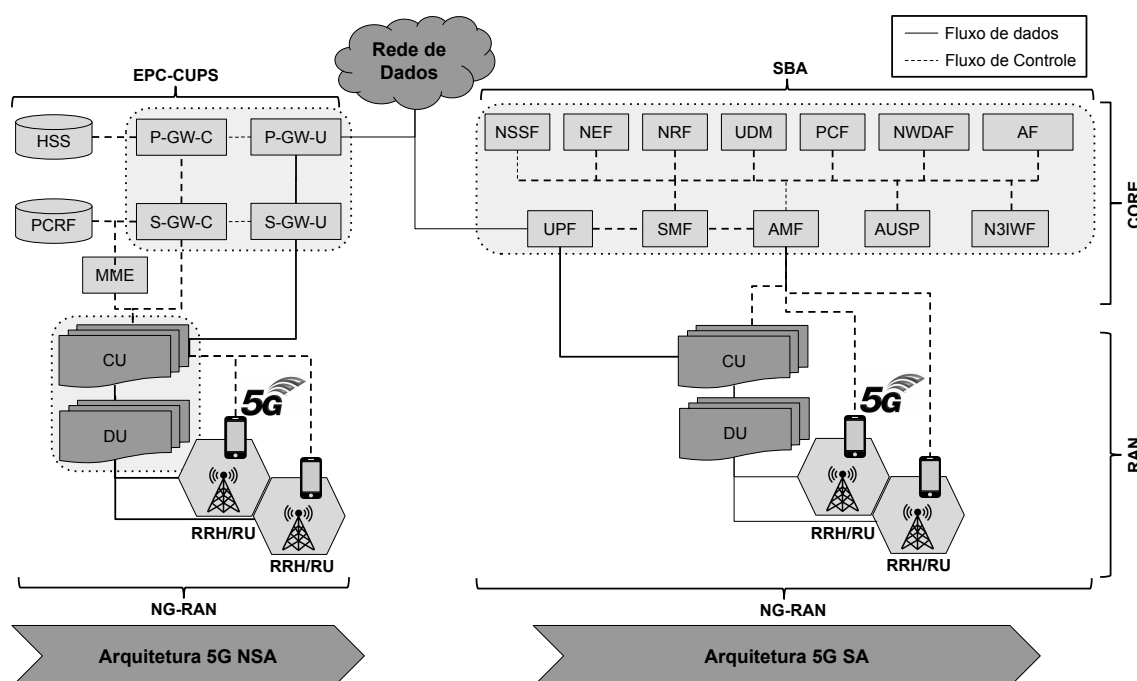 Rede de
Dados
Fluxo de dados
Fluxo de Controle
EPC-CUPS
HSS
P-GW-C
P-GW-U
PCRF
S-GW-C
S-GW-U
MME
CU
DU
5G
RRH/RU
RRH/RU
NG-RAN
Arquitetura 5G NSA
SBA
NSSF
NEF
NRF
UDM
PCF
NWDAF
AF
UPF
SMF
AMF
AUSP
N3IWF
CORE
CU
DU
5G
RRH/RU
RRH/RU
RAN
NG-RAN
Arquitetura 5G SA